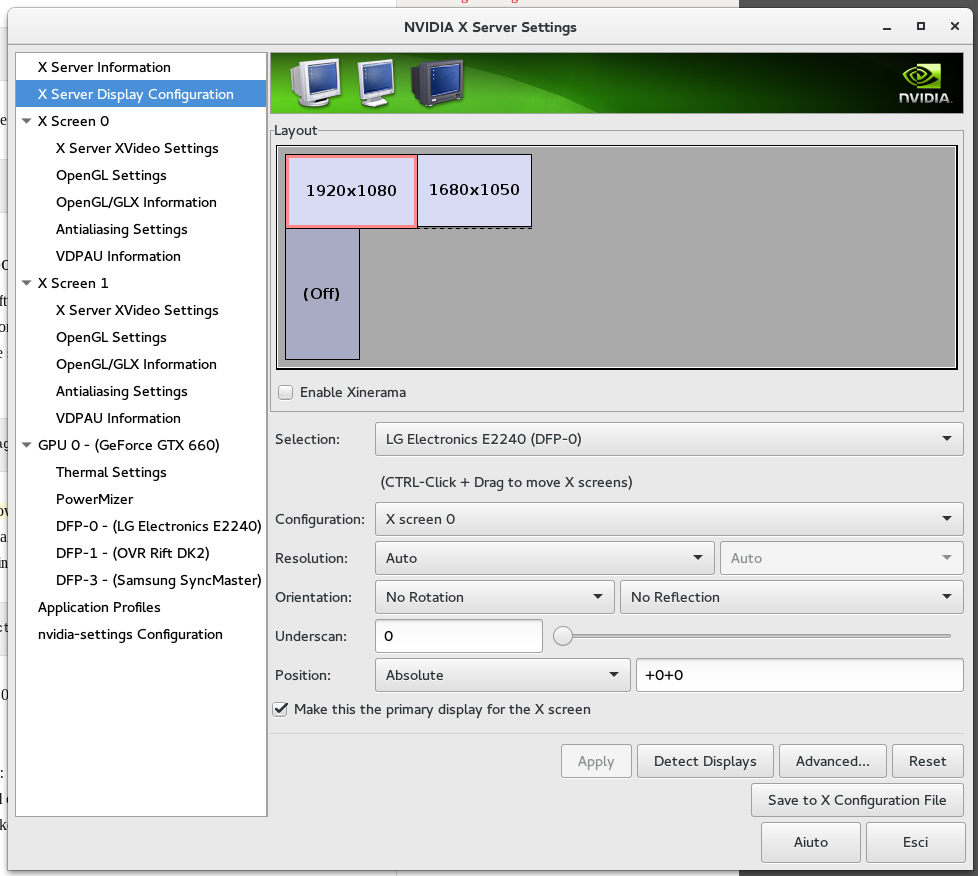 NVIDIA X Server Settings
X Server Information
X Server Display Configuration
X Screen 0
X Server XVideo Settings
OpenGL Settings
OpenGL/GLX Information
Antialiasing Settings
VDPAU Information
X Screen 1
X Server XVideo Settings
OpenGL Settings
OpenGL/GLX Information
Antialiasing Settings
VDPAU Information
GPU 0 - (GeForce GTX 660)
Thermal Settings
PowerMizer
DFP-0 - (LG Electronics E2240)
DFP-1 - (OVR Rift DK2)
DFP-3 - (Samsung SyncMaster)
Application Profiles
nvidia-settings Configuration
NVIDIA.
Layout
1920x1080
1680x1050
(Off)
Enable Xinerama
Selection: LG Electronics E2240 (DFP-0)
(CTRL-Click + Drag to move X screens)
Configuration: X screen 0
Resolution: Auto Auto
Orientation: No Rotation No Reflection
Underscan: 0
Position: Absolute +0+0
Make this the primary display for the X screen
Apply Detect Displays Advanced... Reset
Save to X Configuration File
Aiuto Esci